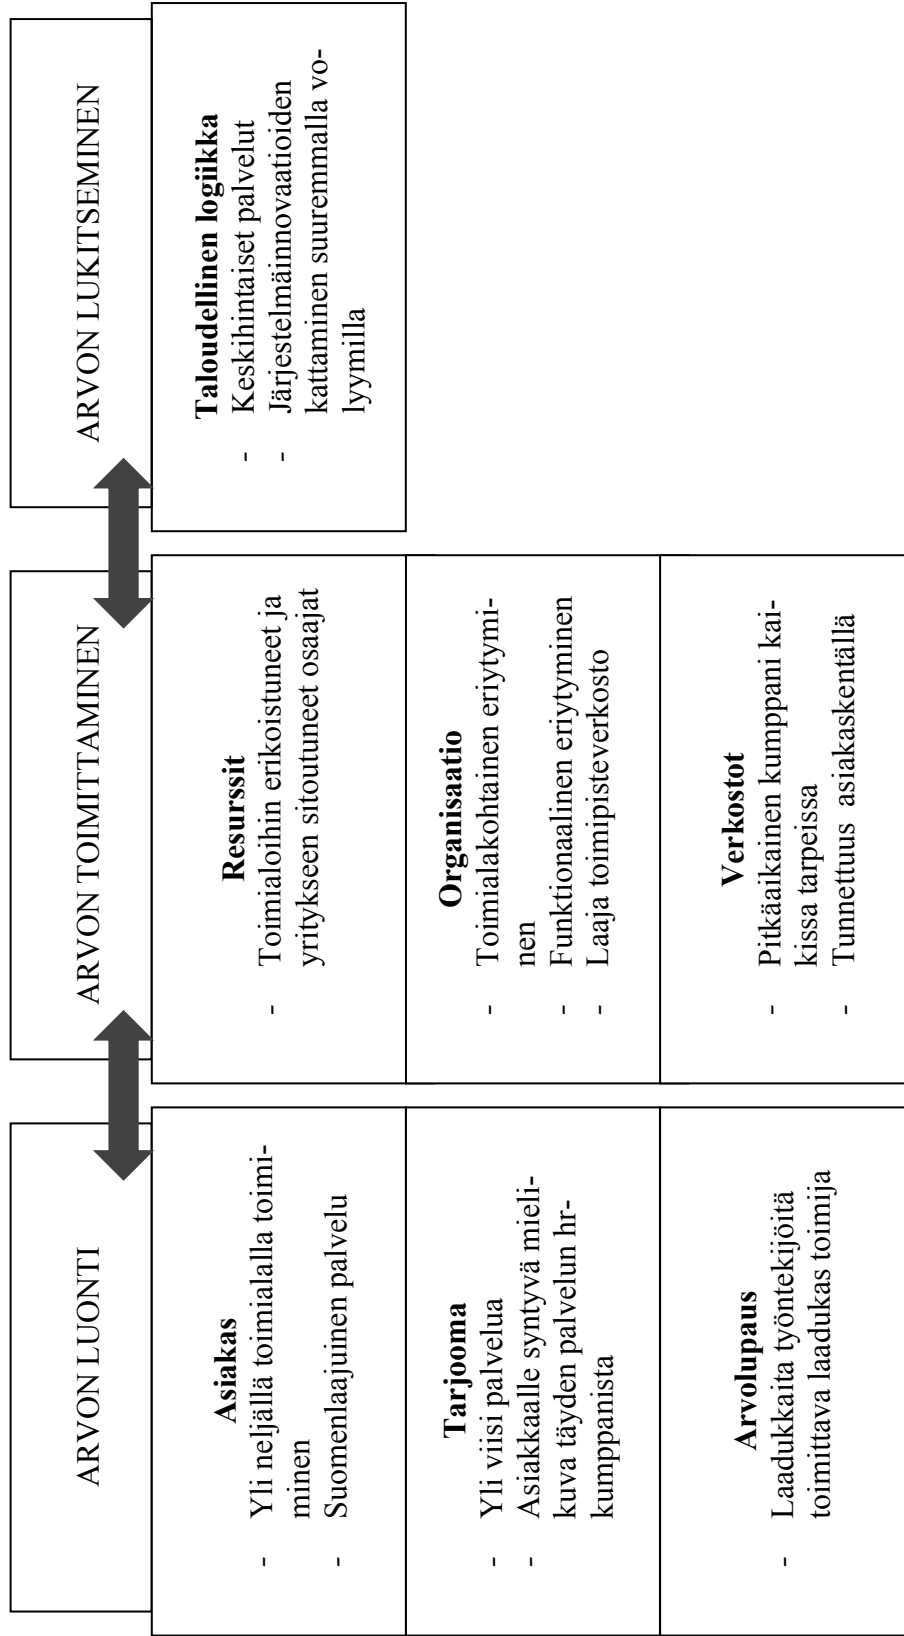 ARVON LUONTI
Asiakas
- Yli neljällä toimialalla toimi-
minen
- Suomenlaajuinen palvelu
Tarjooma
- Yli viisi palvelua
- Asiakkaalle syntyvä mieli-
kuva täyden palvelun hr-
kumppanista
Arvolupaus
- Laadukkaita työntekijöitä
toimittava laadukas toimija
ARVON TOIMITTAMINEN
Resurssit
- Toimialoihin erikoistuneet ja
yritykseen sitoutuneet osaajat
Organisaatio
- Toimialakohtainen eriytymi-
nen
- Funktionaalinen eriytyminen
- Laaja toimipisteverkosto
Verkostot
- Pitkäaikainen kumppani kai-
kissa tarpeissa
- Tunnettuus asiakaskentällä
ARVON LUKITSEMINEN
Taloudellinen logiikka
- Keskihintaiset palvelut
- Järjestelmäinnovaatioiden
kattaminen suuremmalla vo-
lyymilla